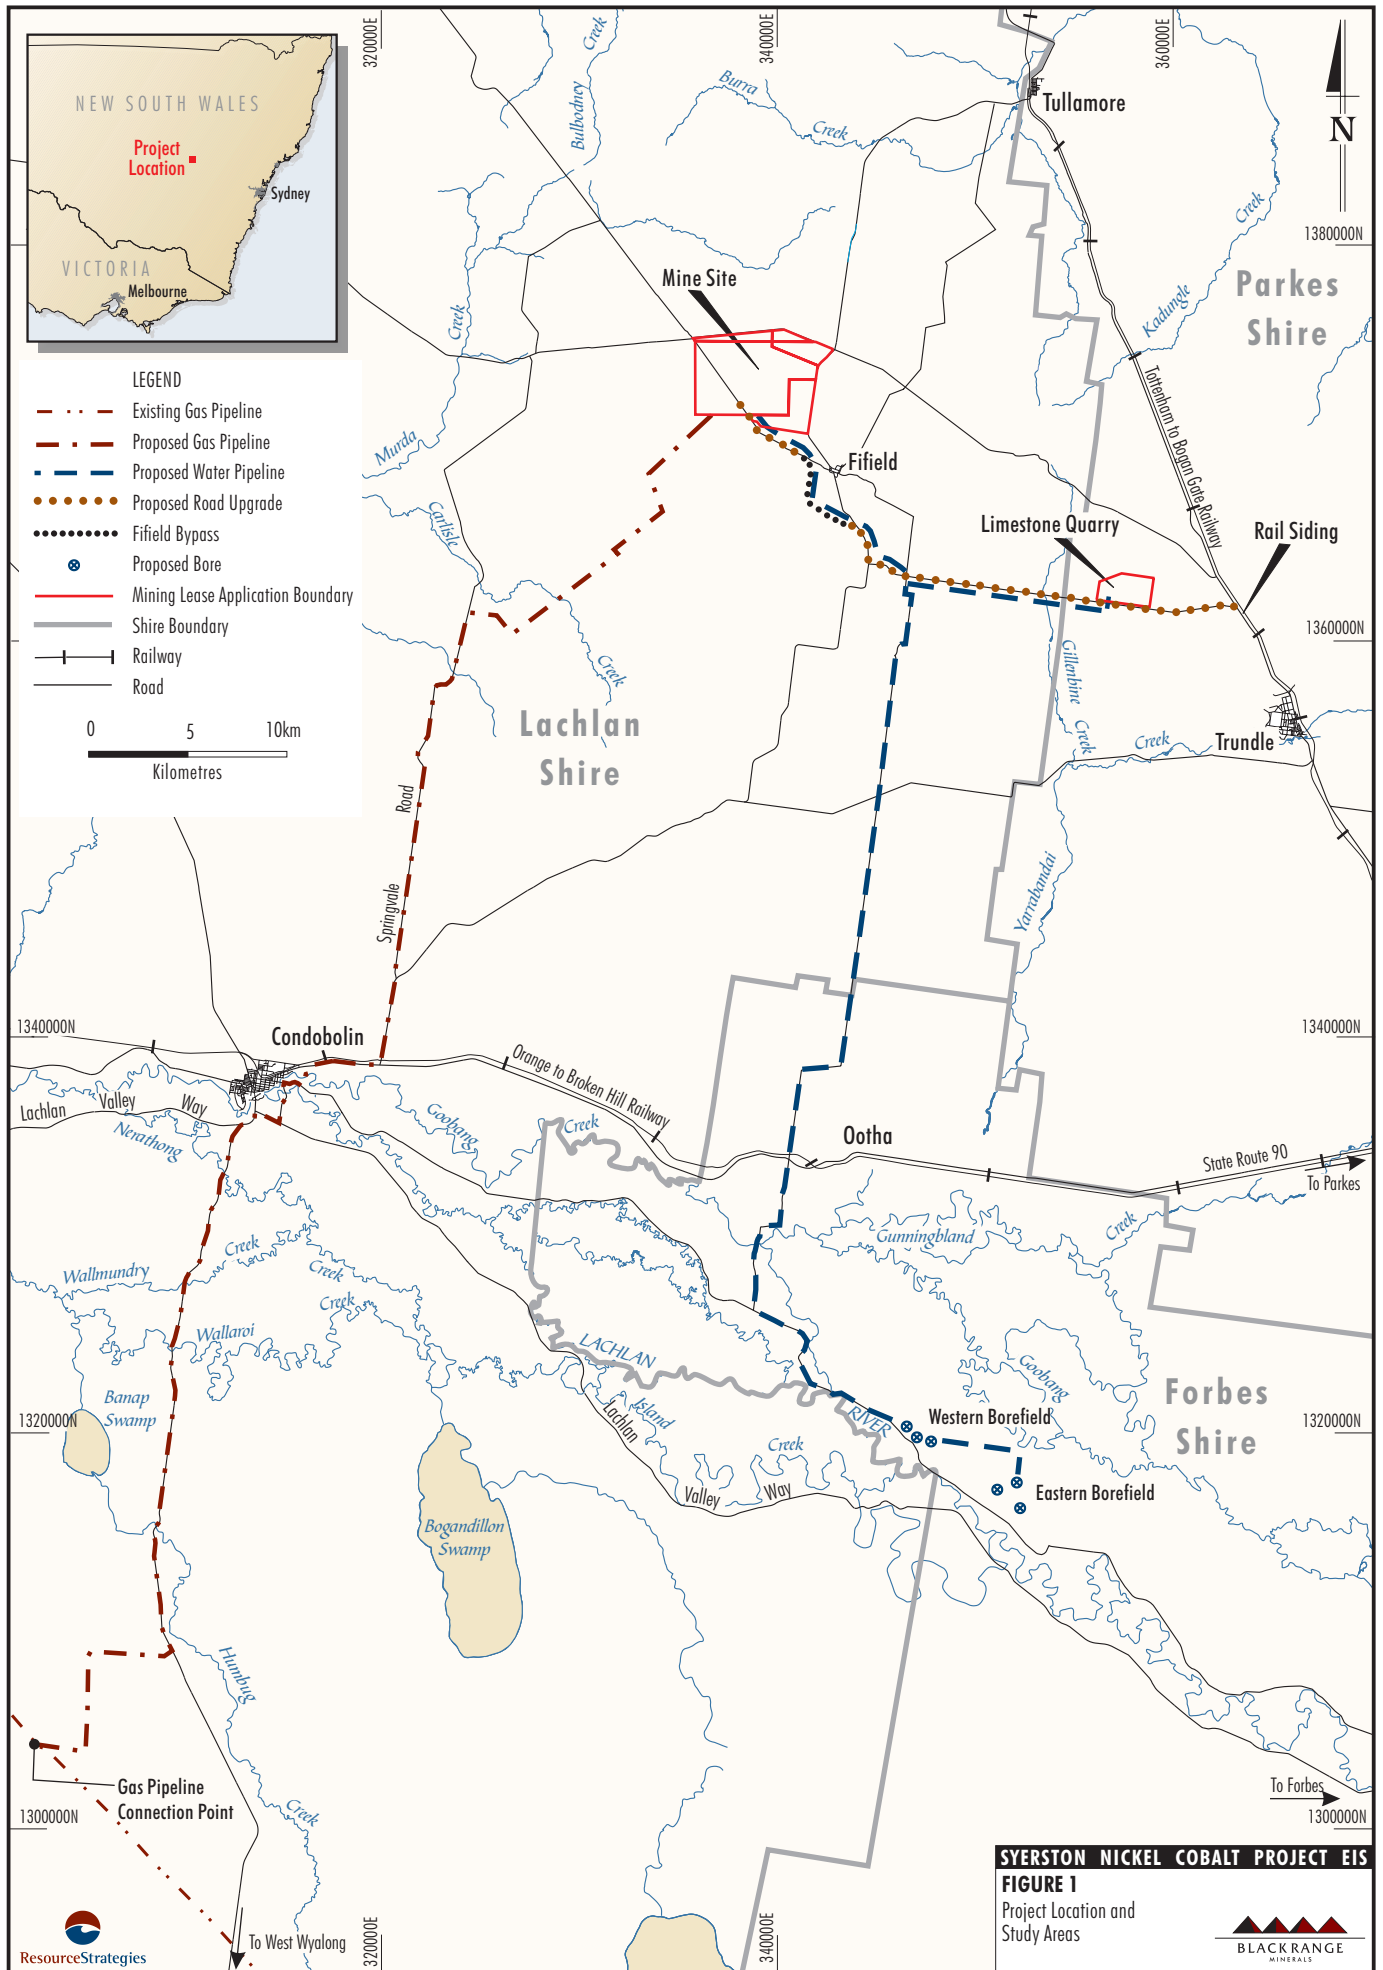 320000E
340000E
360000E
NEW SOUTH WALES
Project
Location
Sydney
VICTORIA
Melbourne
Creek
Bulbodney
Burra
Creek
Tullamore
N
Creek
1380000N
Parkes
Shire
Kadungle
Mine Site
Creek
Tottenham to Bogan Gate Railway
LEGEND
Existing Gas Pipeline
Proposed Gas Pipeline
Proposed Water Pipeline
Proposed Road Upgrade
Fifield Bypass
Proposed Bore
Mining Lease Application Boundary
Shire Boundary
Railway
Road
0 5 10km
Kilometres
Murda
Carlisle
Creek
Fifield
Limestone Quarry
Rail Siding
1360000N
Gillenbine
Creek
Lachlan
Shire
Trundle
Creek
Road
Springvale
Yarrabandai
1340000N
1340000N
Condobolin
Orange to Broken Hill Railway
Lachlan Valley Way
Nerathong
Goobang
Creek
Ootha
State Route 90
To Parkes
Creek
Gunningbland
Creek
Wallmundry
Creek
Creek
Wallaroi
LACHLAN
Goobang
Banap
Swamp
Island
Lachlan
RIVER
Forbes
Shire
1320000N
1320000N
Western Borefield
Creek
Valley Way
Eastern Borefield
Bogandillon
Swamp
Humbug
Creek
Gas Pipeline
Connection Point
To Forbes
1300000N
1300000N
SYERSTON NICKEL COBALT PROJECT EIS
FIGURE 1
Project Location and
Study Areas
BLACK RANGE
MINERALS
ResourceStrategies
To West Wyalong
320000E
340000E